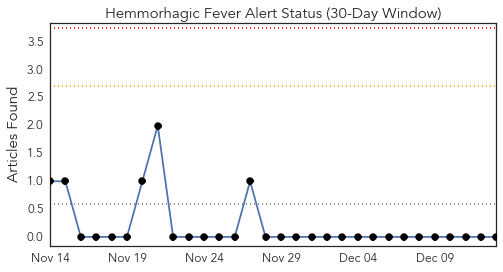 Hemmorhagic Fever Alert Status (30-Day Window)
Articles Found
3.5
3.0
2.5
2.0
1.5
1.0
0.5
0.0
Nov 14 Nov 19 Nov 24 Nov 29 Dec 04 Dec 09